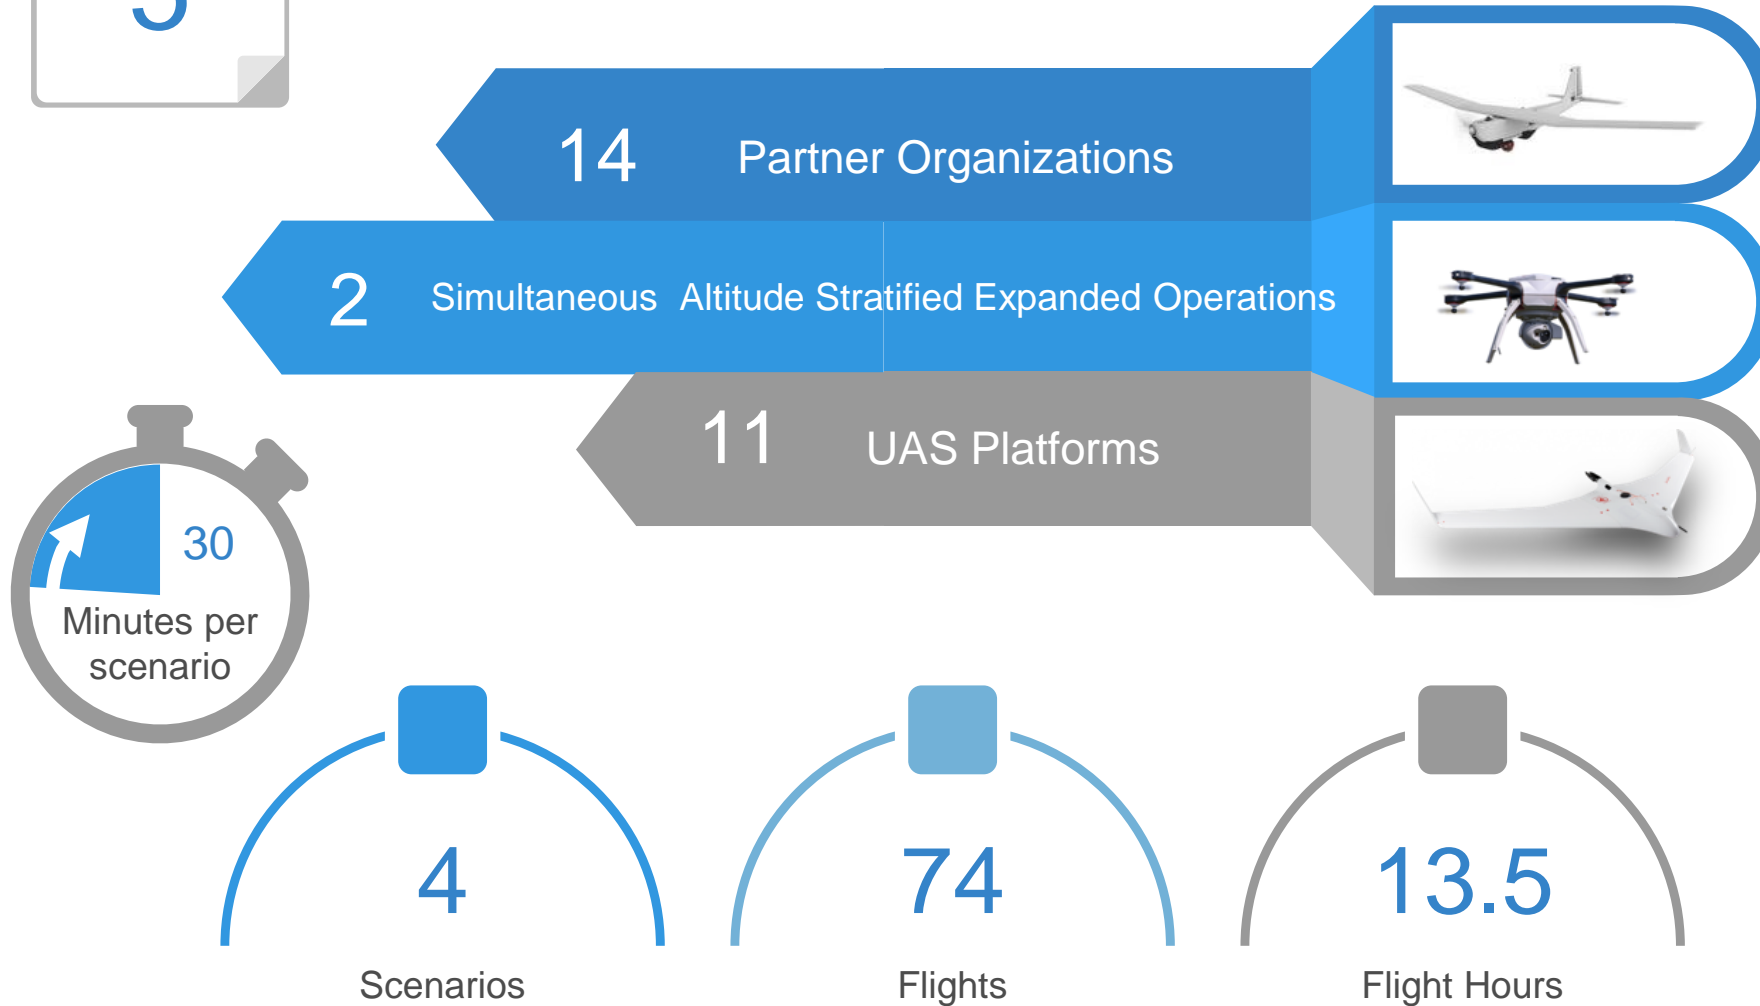 14 Partner Organizations
2 Simultaneous Altitude Stratified Expanded Operations
11 UAS Platforms
30
Minutes per
scenario
4
Scenarios
74
Flights
13.5
Flight Hours